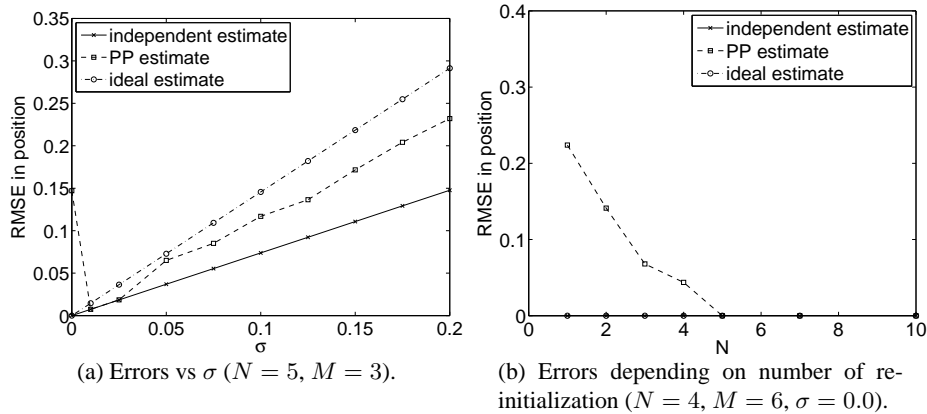 0.35
0.3
0.25
0.2
0.15
0.1
0.05
0
RMSE in position
independent estimate
PP estimate
ideal estimate
0 0.05 0.1 0.15 0.2
σ
(a) Errors vs σ (N = 5, M = 3).
0.4
0.3
0.2
0.1
0
RMSE in position
independent estimate
PP estimate
ideal estimate
0 2 4 6 8 10
N
(b) Errors depending on number of re-
initialization (N = 4, M = 6, σ = 0.0).